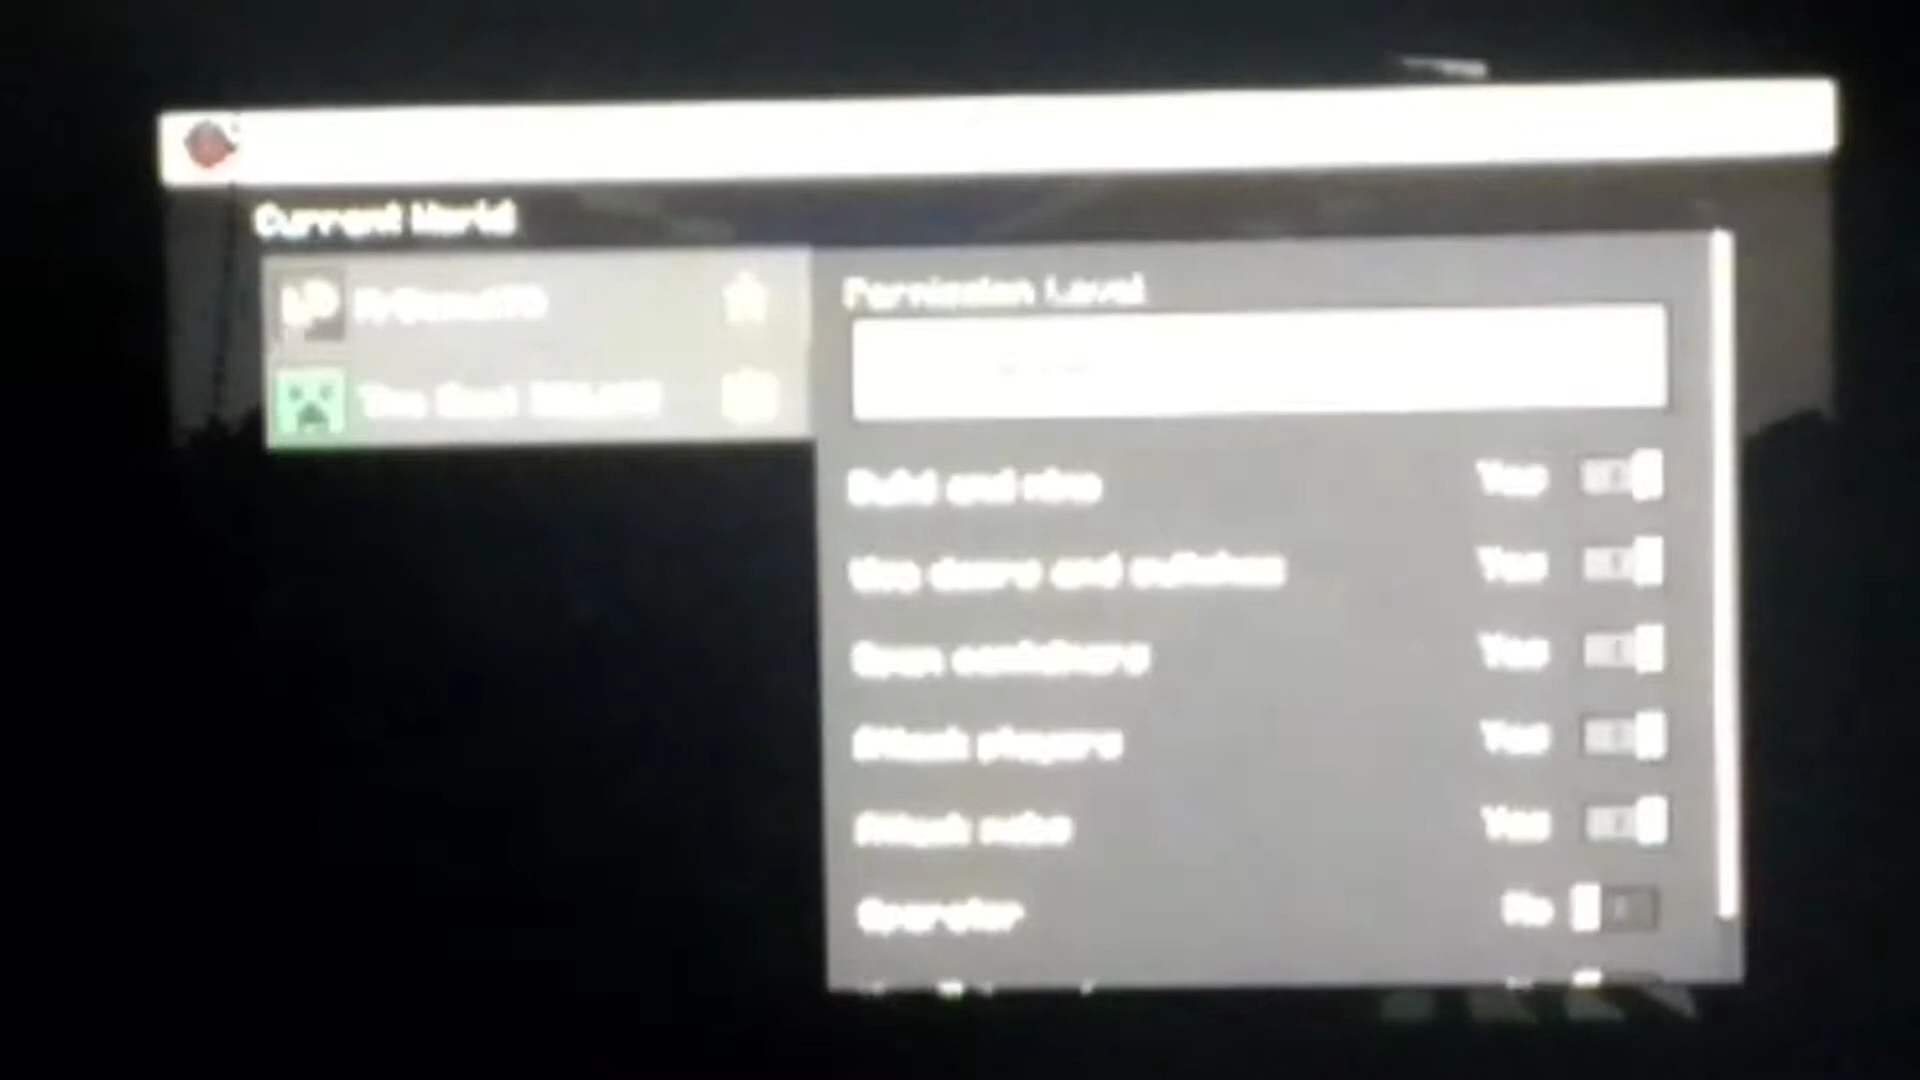 Current World
Permission Level
The
Build and mine
Yes
Use doors and switches
Yes
Open containers
Yes
Attack players
Yes
Attack mobs
Yes
Operator
No